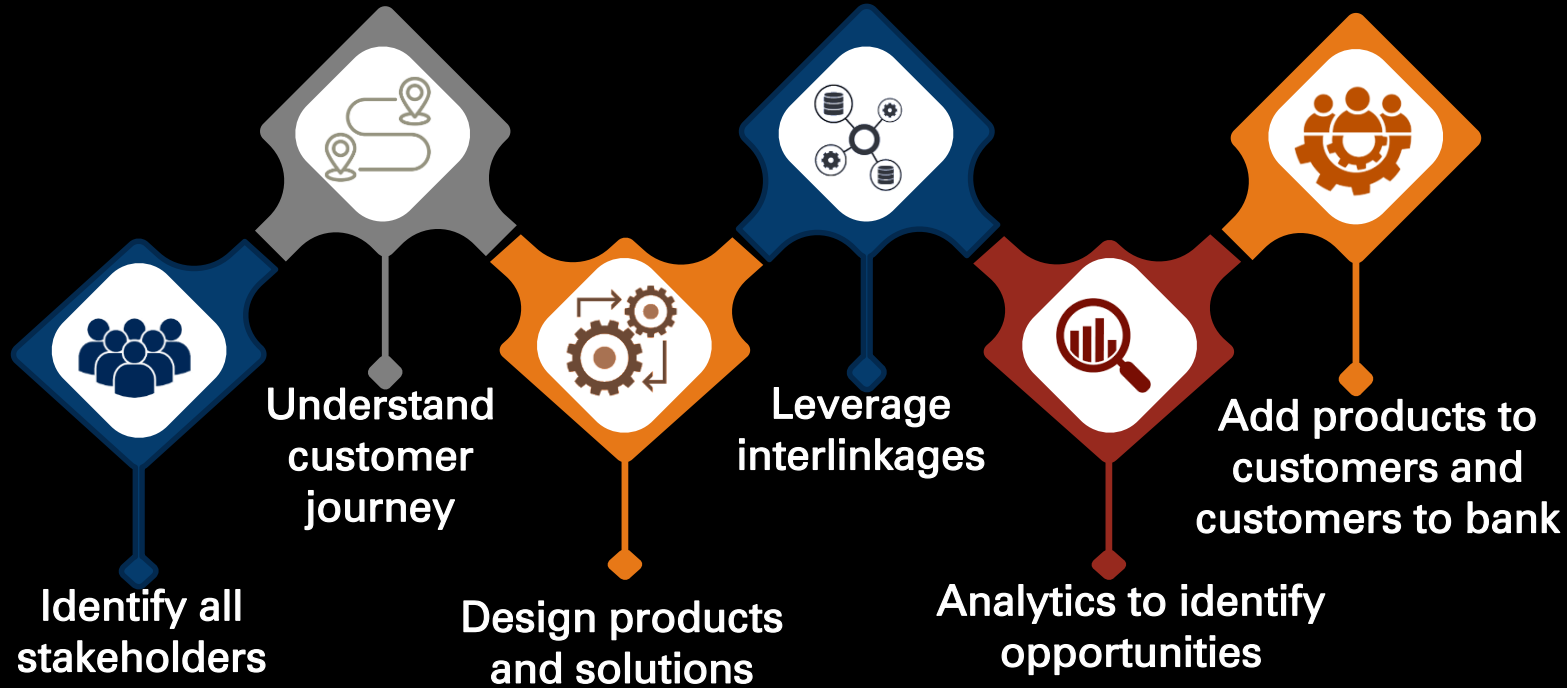 Identify all
stakeholders
Understand
customer
journey
Design products
and solutions
Leverage
interlinkages
Analytics to identify
opportunities
Add products to
customers and
customers to bank